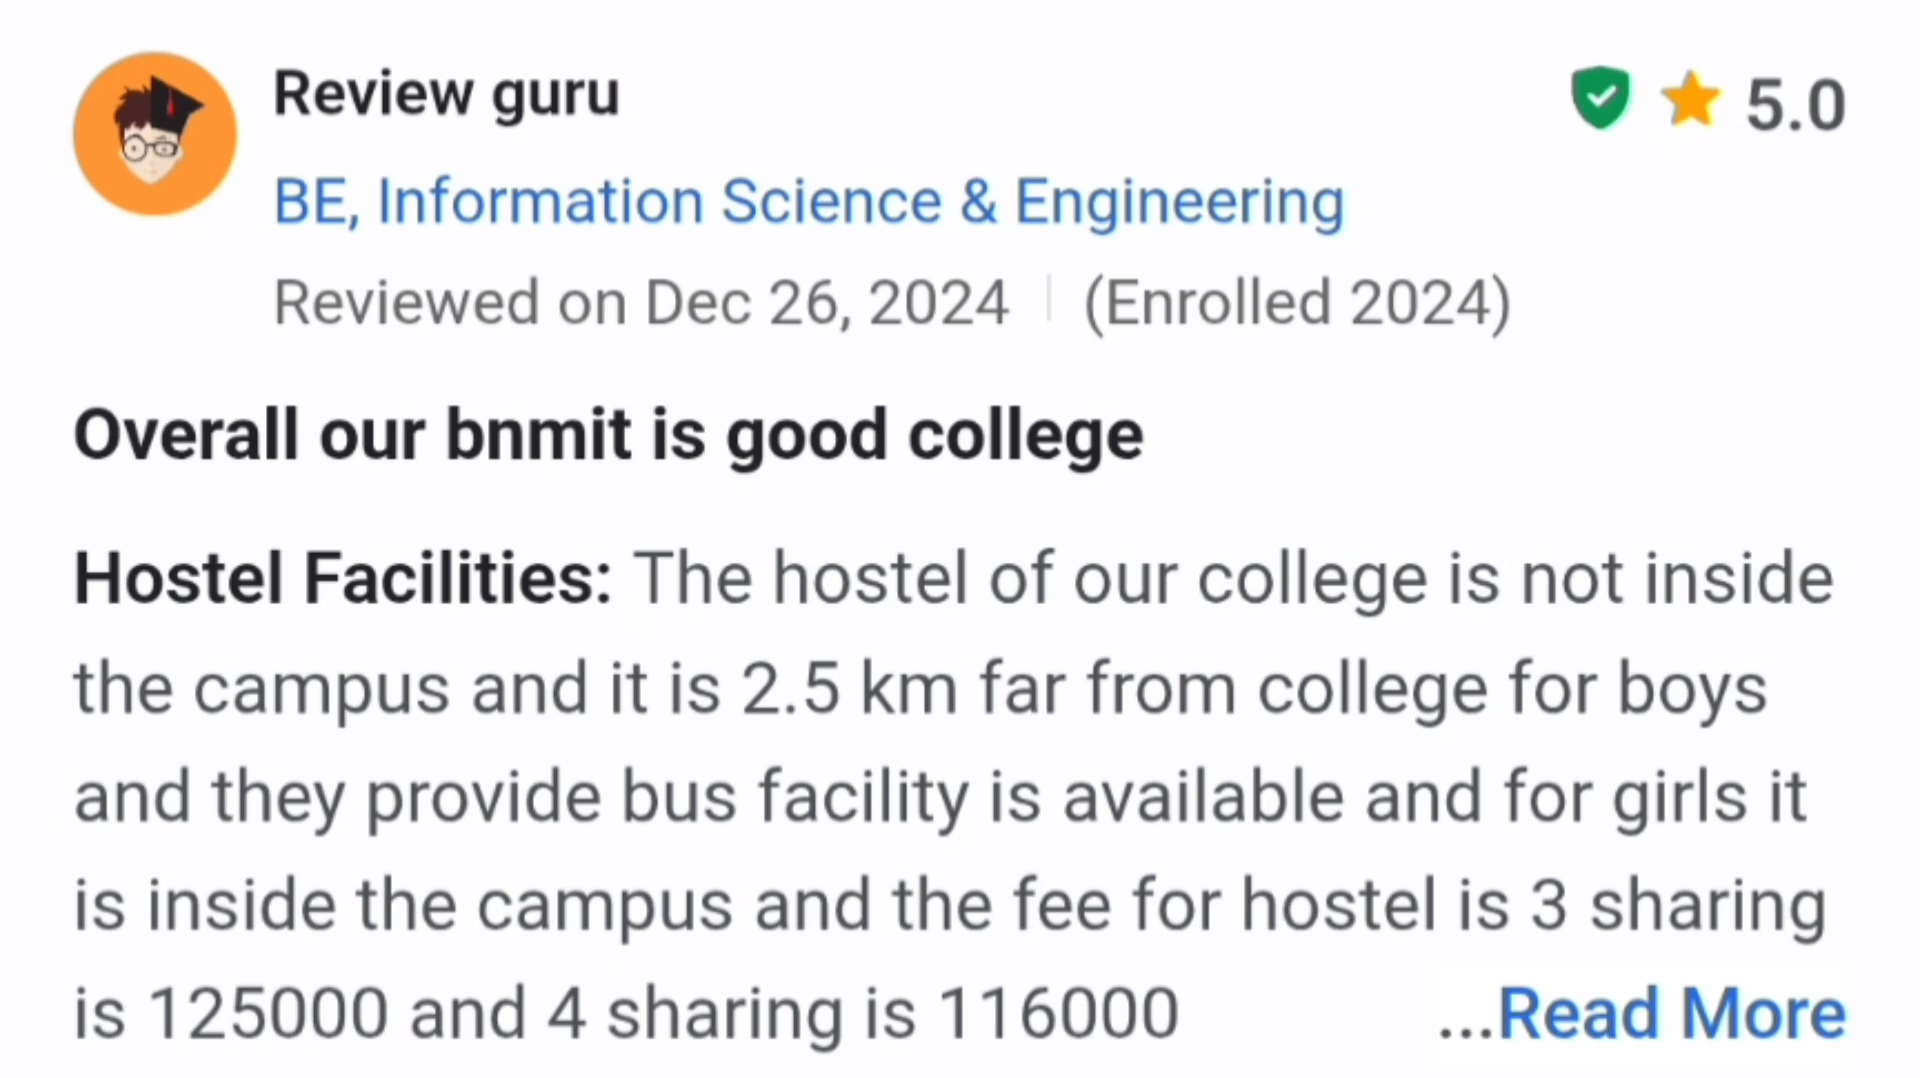 Review guru
5.0
BE, Information Science & Engineering
Reviewed on Dec 26, 2024 (Enrolled 2024)
Overall our bnmit is good college
Hostel Facilities: The hostel of our college is not inside
the campus and it is 2.5 km far from college for boys
and they provide bus facility is available and for girls it
is inside the campus and the fee for hostel is 3 sharing
is 125000 and 4 sharing is 116000 ...Read More